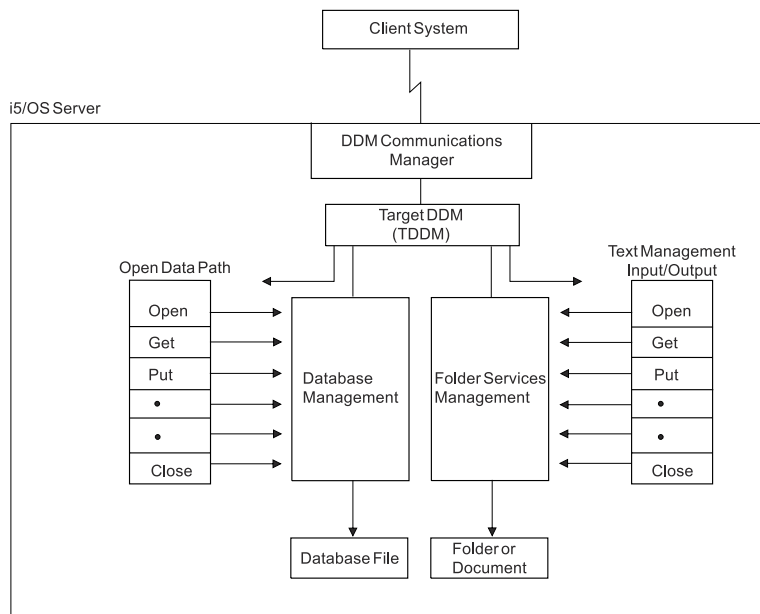 Client System
i5/OS Server
DDM Communications
Manager
Target DDM
(TDDM)
Open Data Path
Text Management
Input/Output
Open
Get
Put
•
•
Close
Database
Management
Folder Services
Management
Open
Get
Put
•
•
Close
Database File
Folder or
Document